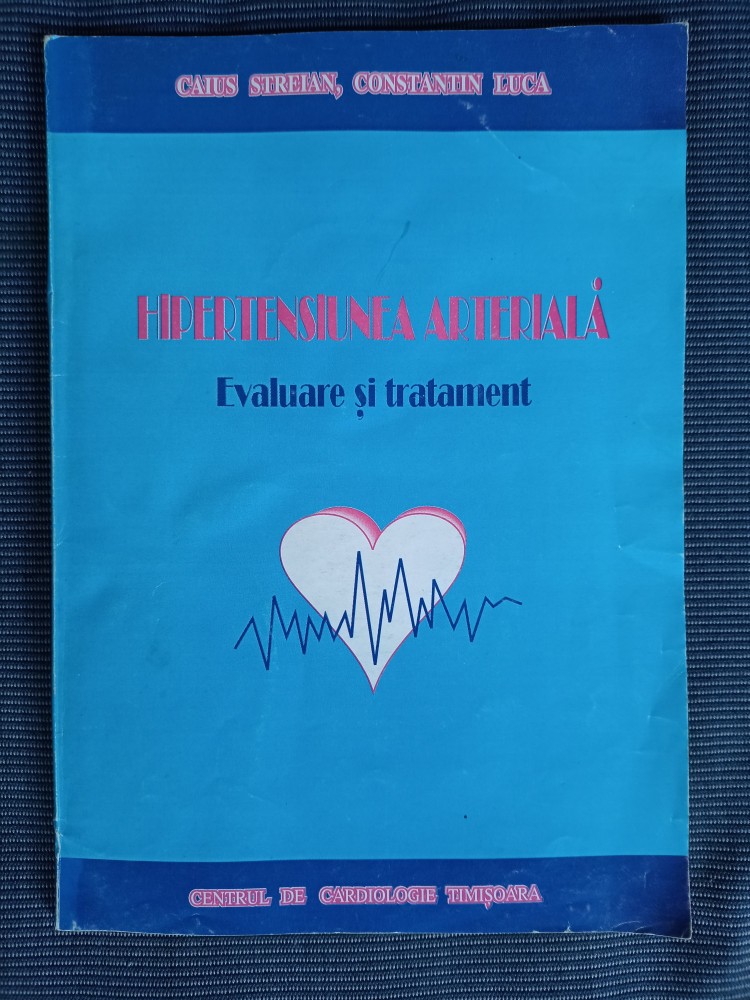 CAIUS STREIAN, CONSTANTIN LUCA
HIPERTENSIUNEA ARTERIALĂ
Evaluare și tratament
CENTRUL DE CARDIOLOGIE TIMIȘOARA